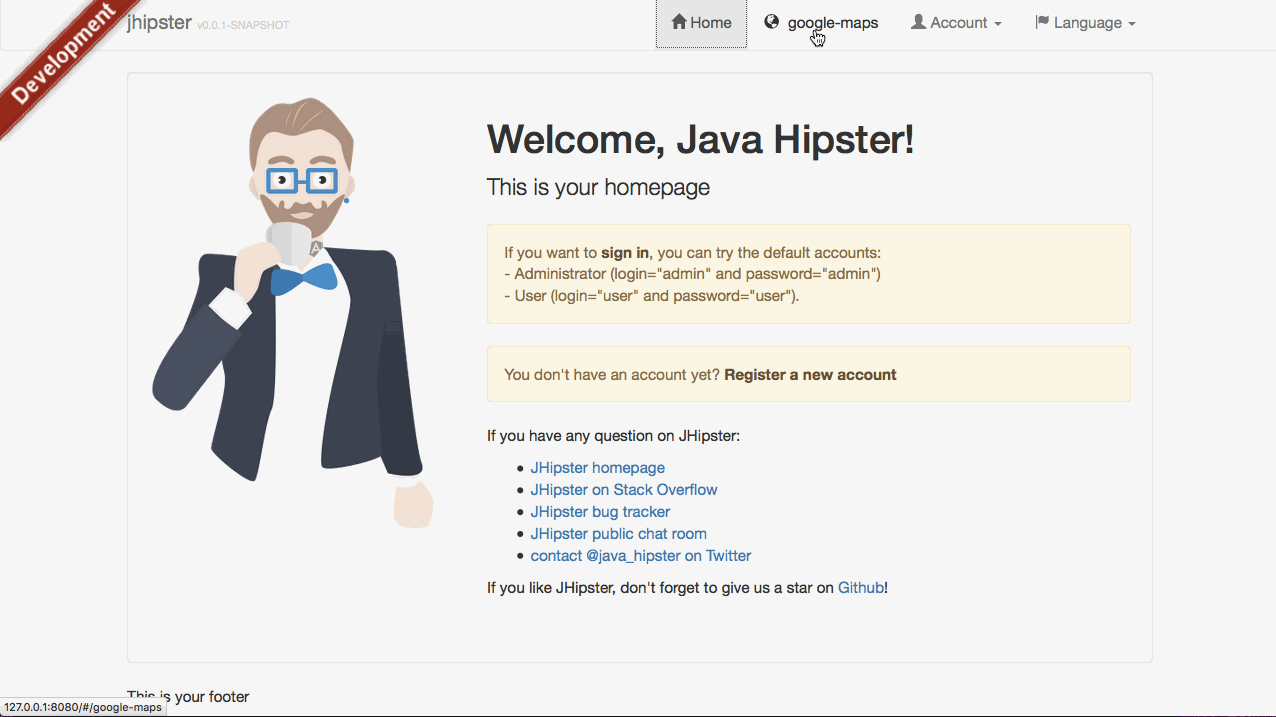 Development
jhipster v0.0.1-SNAPSHOT
Home
google-maps
Account
Language
A
Welcome, Java Hipster!
This is your homepage
If you want to sign in, you can try the default accounts:
- Administrator (login="admin" and password="admin")
- User (login="user" and password="user").
You don't have an account yet? Register a new account
If you have any question on JHipster:
• JHipster homepage
• JHipster on Stack Overflow
• JHipster bug tracker
• JHipster public chat room
• contact @java_hipster on Twitter
If you like JHipster, don't forget to give us a star on Github!
This is your footer
127.0.0.1:8080/#/google-maps